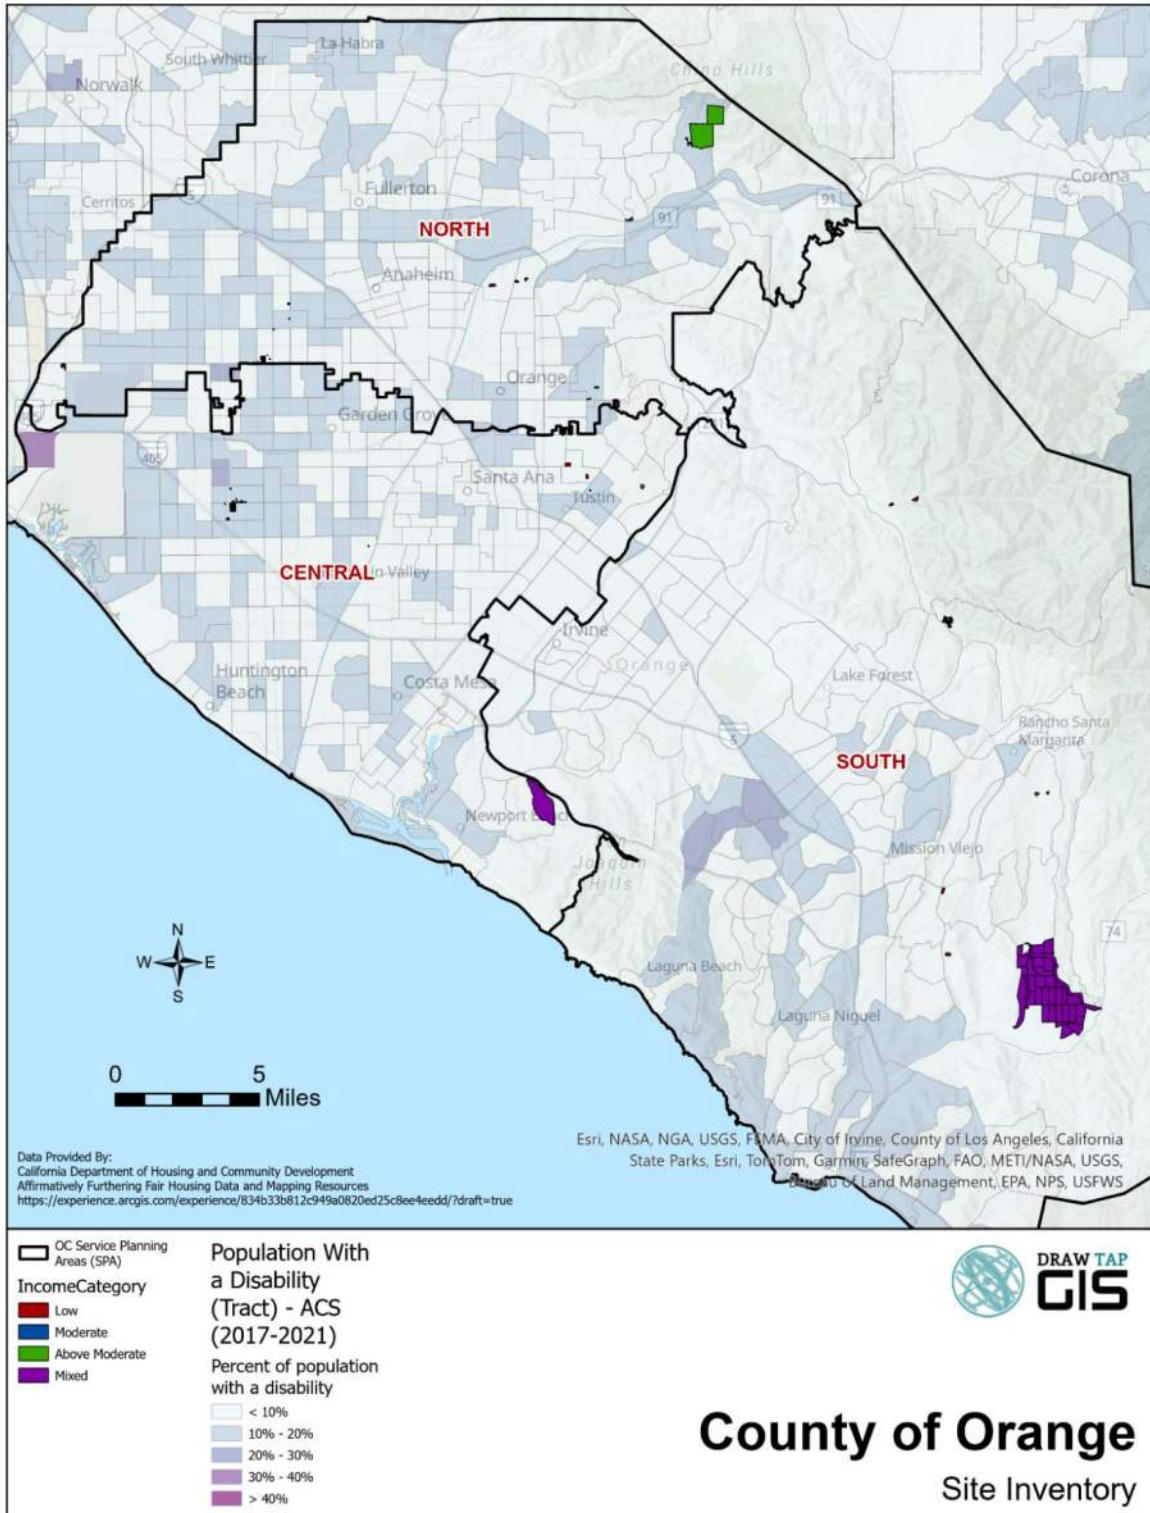 La Habra
South Whittier
Chino Hills
Norwalk
Corona
Fullerton
Cerritos
91
91
5
NORTH
Anaheim
Orange
Garden Grove
241
405
Santa Ana
Tustin
CENTRAL
n Valley
Irvine
Orange
Lake Forest
Huntington
Beach
Costa Mesa
Rancho Santa
Margarita
5
SOUTH
Newport Beach
Mission Viejo
Joaquin
Hills
74
N
W E
S
Laguna Beach
Laguna Niguel
0 5
Miles
Esri, NASA, NGA, USGS, FEMA, City of Irvine, County of Los Angeles, California
State Parks, Esri, TomTom, Garmin, SafeGraph, FAO, METI/NASA, USGS,
Bureau of Land Management, EPA, NPS, USFWS
Data Provided By:
California Department of Housing and Community Development
Affirmatively Furthering Fair Housing Data and Mapping Resources
https://experience.arcgis.com/experience/834b33b812c949a0820ed25c8ee4eedd/?draft=true
OC Service Planning
Areas (SPA)
IncomeCategory
Low
Moderate
Above Moderate
Mixed
Population With
a Disability
(Tract) - ACS
(2017-2021)
Percent of population
with a disability
< 10%
10% - 20%
20% - 30%
30% - 40%
> 40%
DRAW TAP
GIS
County of Orange
Site Inventory